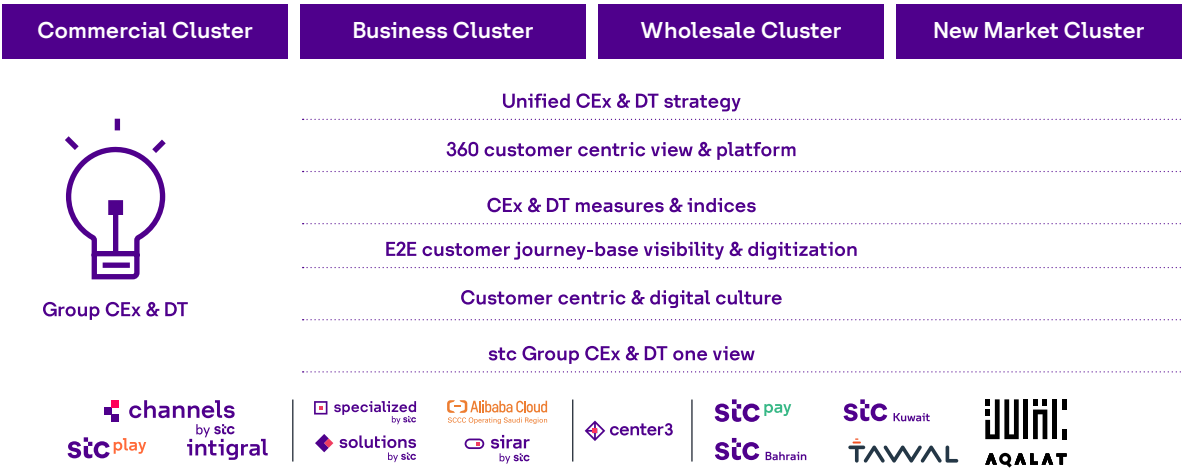 Commercial Cluster
Business Cluster
Wholesale Cluster
New Market Cluster
Unified CEx & DT strategy
360 customer centric view & platform
CEx & DT measures & indices
E2E customer journey-base visibility & digitization
Customer centric & digital culture
stc Group CEx & DT one view
Group CEx & DT
channels
by stc
stc play
intigral
specialized
by stc
Alibaba Cloud
SCCC Operating Saudi Region
solutions
by stc
sirar
by stc
center3
stc pay
stc Kuwait
stc Bahrain
TAWAL
AQALAT